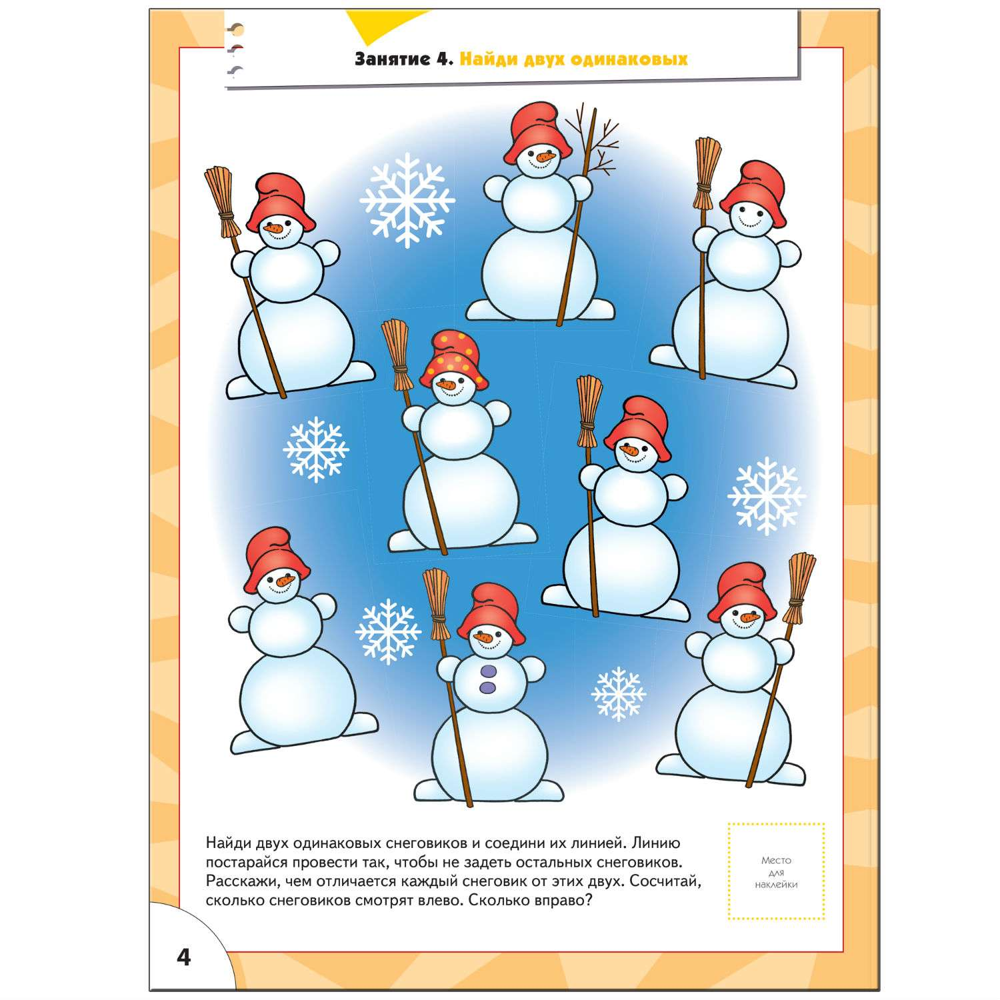 Занятие 4. Найди двух одинаковых
Найди двух одинаковых снеговиков и соедини их линией. Линию
постарайся провести так, чтобы не задеть остальных снеговиков.
Расскажи, чем отличается каждый снеговик от этих двух. Сосчитай,
сколько снеговиков смотрят влево. Сколько вправо?
Место
для
наклейки
4